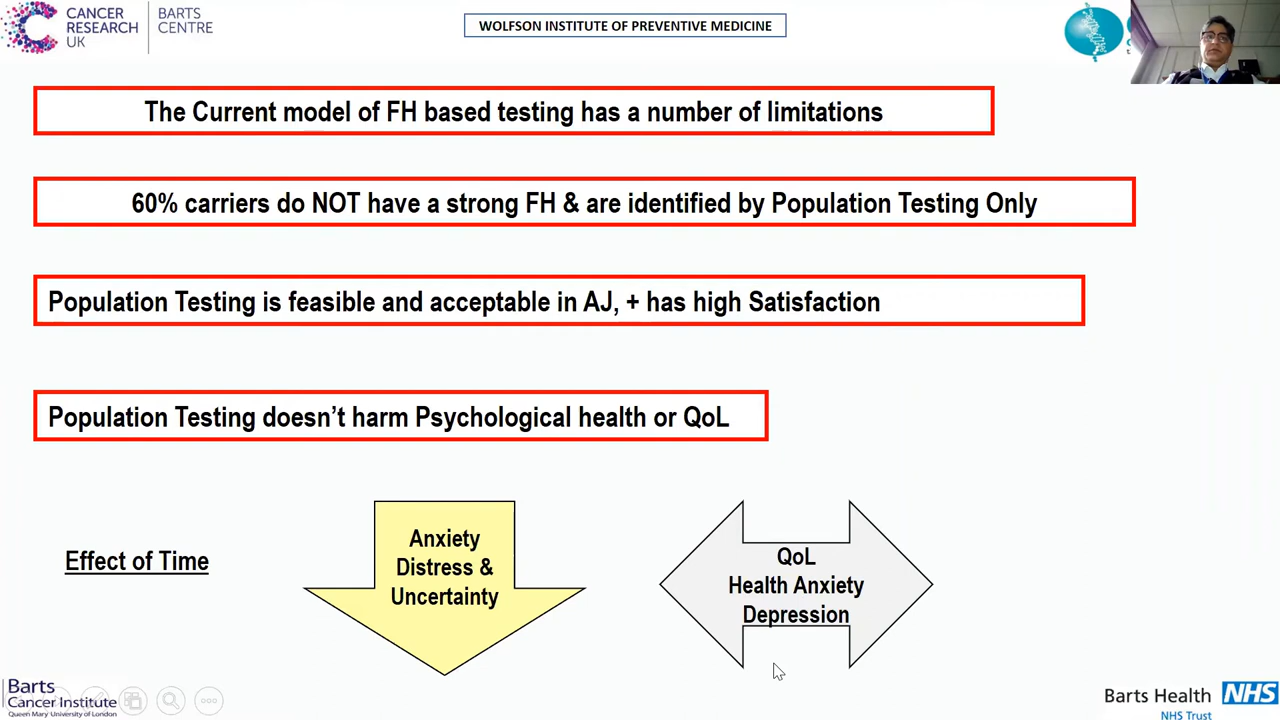 CANCER
RESEARCH
UK
BARTS
CENTRE
WOLFSON INSTITUTE OF PREVENTIVE MEDICINE
The Current model of FH based testing has a number of limitations
60% carriers do NOT have a strong FH & are identified by Population Testing Only
Population Testing is feasible and acceptable in AJ, + has high Satisfaction
Population Testing doesn’t harm Psychological health or QoL
Effect of Time
Anxiety
Distress &
Uncertainty
QoL
Health Anxiety
Depression
Barts
Cancer Institute
Queen Mary University of London
Barts Health NHS
NHS Trust